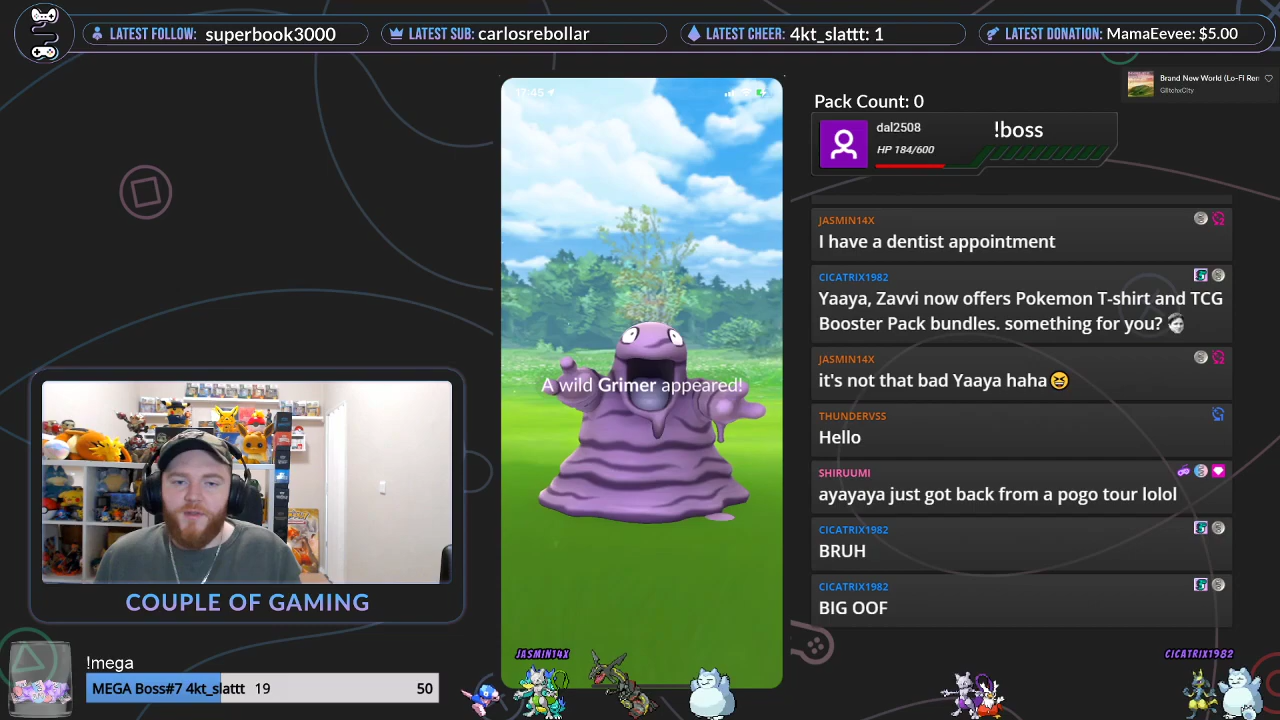 LATEST FOLLOW: superbook3000
LATEST SUB: carlosrebollar
LATEST CHEER: 4kt_slattt: 1
LATEST DONATION: MamaEevee: $5.00
17:45
A wild Grimer appeared!
Brand New World (Lo-Fi Rer
GlitchxCity
Pack Count: 0
dal2508
HP 184/600
!boss
JASMIN14X
I have a dentist appointment
CICATRIX1982
Yaaya, Zavvi now offers Pokemon T-shirt and TCG
Booster Pack bundles. something for you?
JASMIN14X
it's not that bad Yaaya haha😆
THUNDERVSS
Hello
SHIRUUMI
ayayaya just got back from a pogo tour lolol
CICATRIX1982
BRUH
CICATRIX1982
BIG OOF
COUPLE OF GAMING
!mega
MEGA Boss#7 4kt_slattt 19 50
JASMIN14X
CICATRIX1982